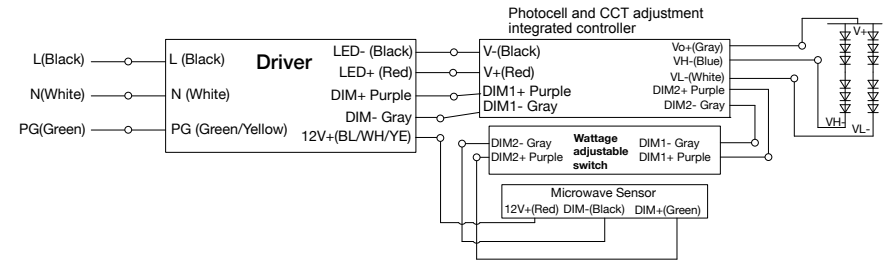 Photocell and CCT adjustment
integrated controller
L(Black)
N(White)
PG(Green)
L (Black)
N (White)
PG (Green/Yellow)
Driver
LED- (Black)
LED+ (Red)
DIM+ Purple
DIM- Gray
12V+(BL/WH/YE)
V-(Black)
V+(Red)
DIM1+ Purple
DIM1- Gray
Vo+(Gray)
VH-(Blue)
VL-(White)
DIM2+ Purple
DIM2- Gray
V+
VH-
VL-
DIM2- Gray
DIM2+ Purple
Wattage
adjustable
switch
DIM1- Gray
DIM1+ Purple
Microwave Sensor
12V+(Red) DIM-(Black) DIM+(Green)